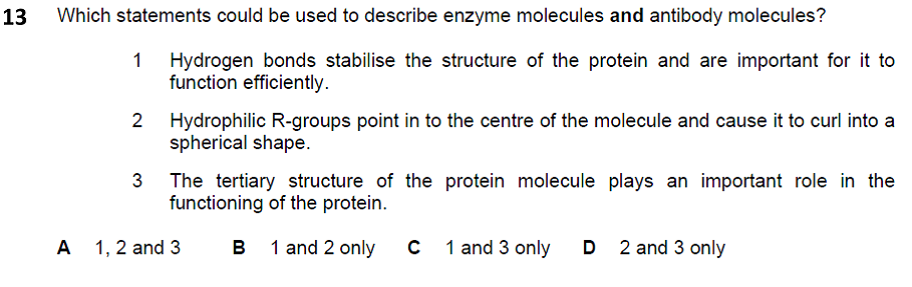 13 Which statements could be used to describe enzyme molecules and antibody molecules?
1 Hydrogen bonds stabilise the structure of the protein and are important for it to
function efficiently.
2 Hydrophilic R-groups point in to the centre of the molecule and cause it to curl into a
spherical shape.
3 The tertiary structure of the protein molecule plays an important role in the
functioning of the protein.
A 1, 2 and 3 B 1 and 2 only C 1 and 3 only D 2 and 3 only